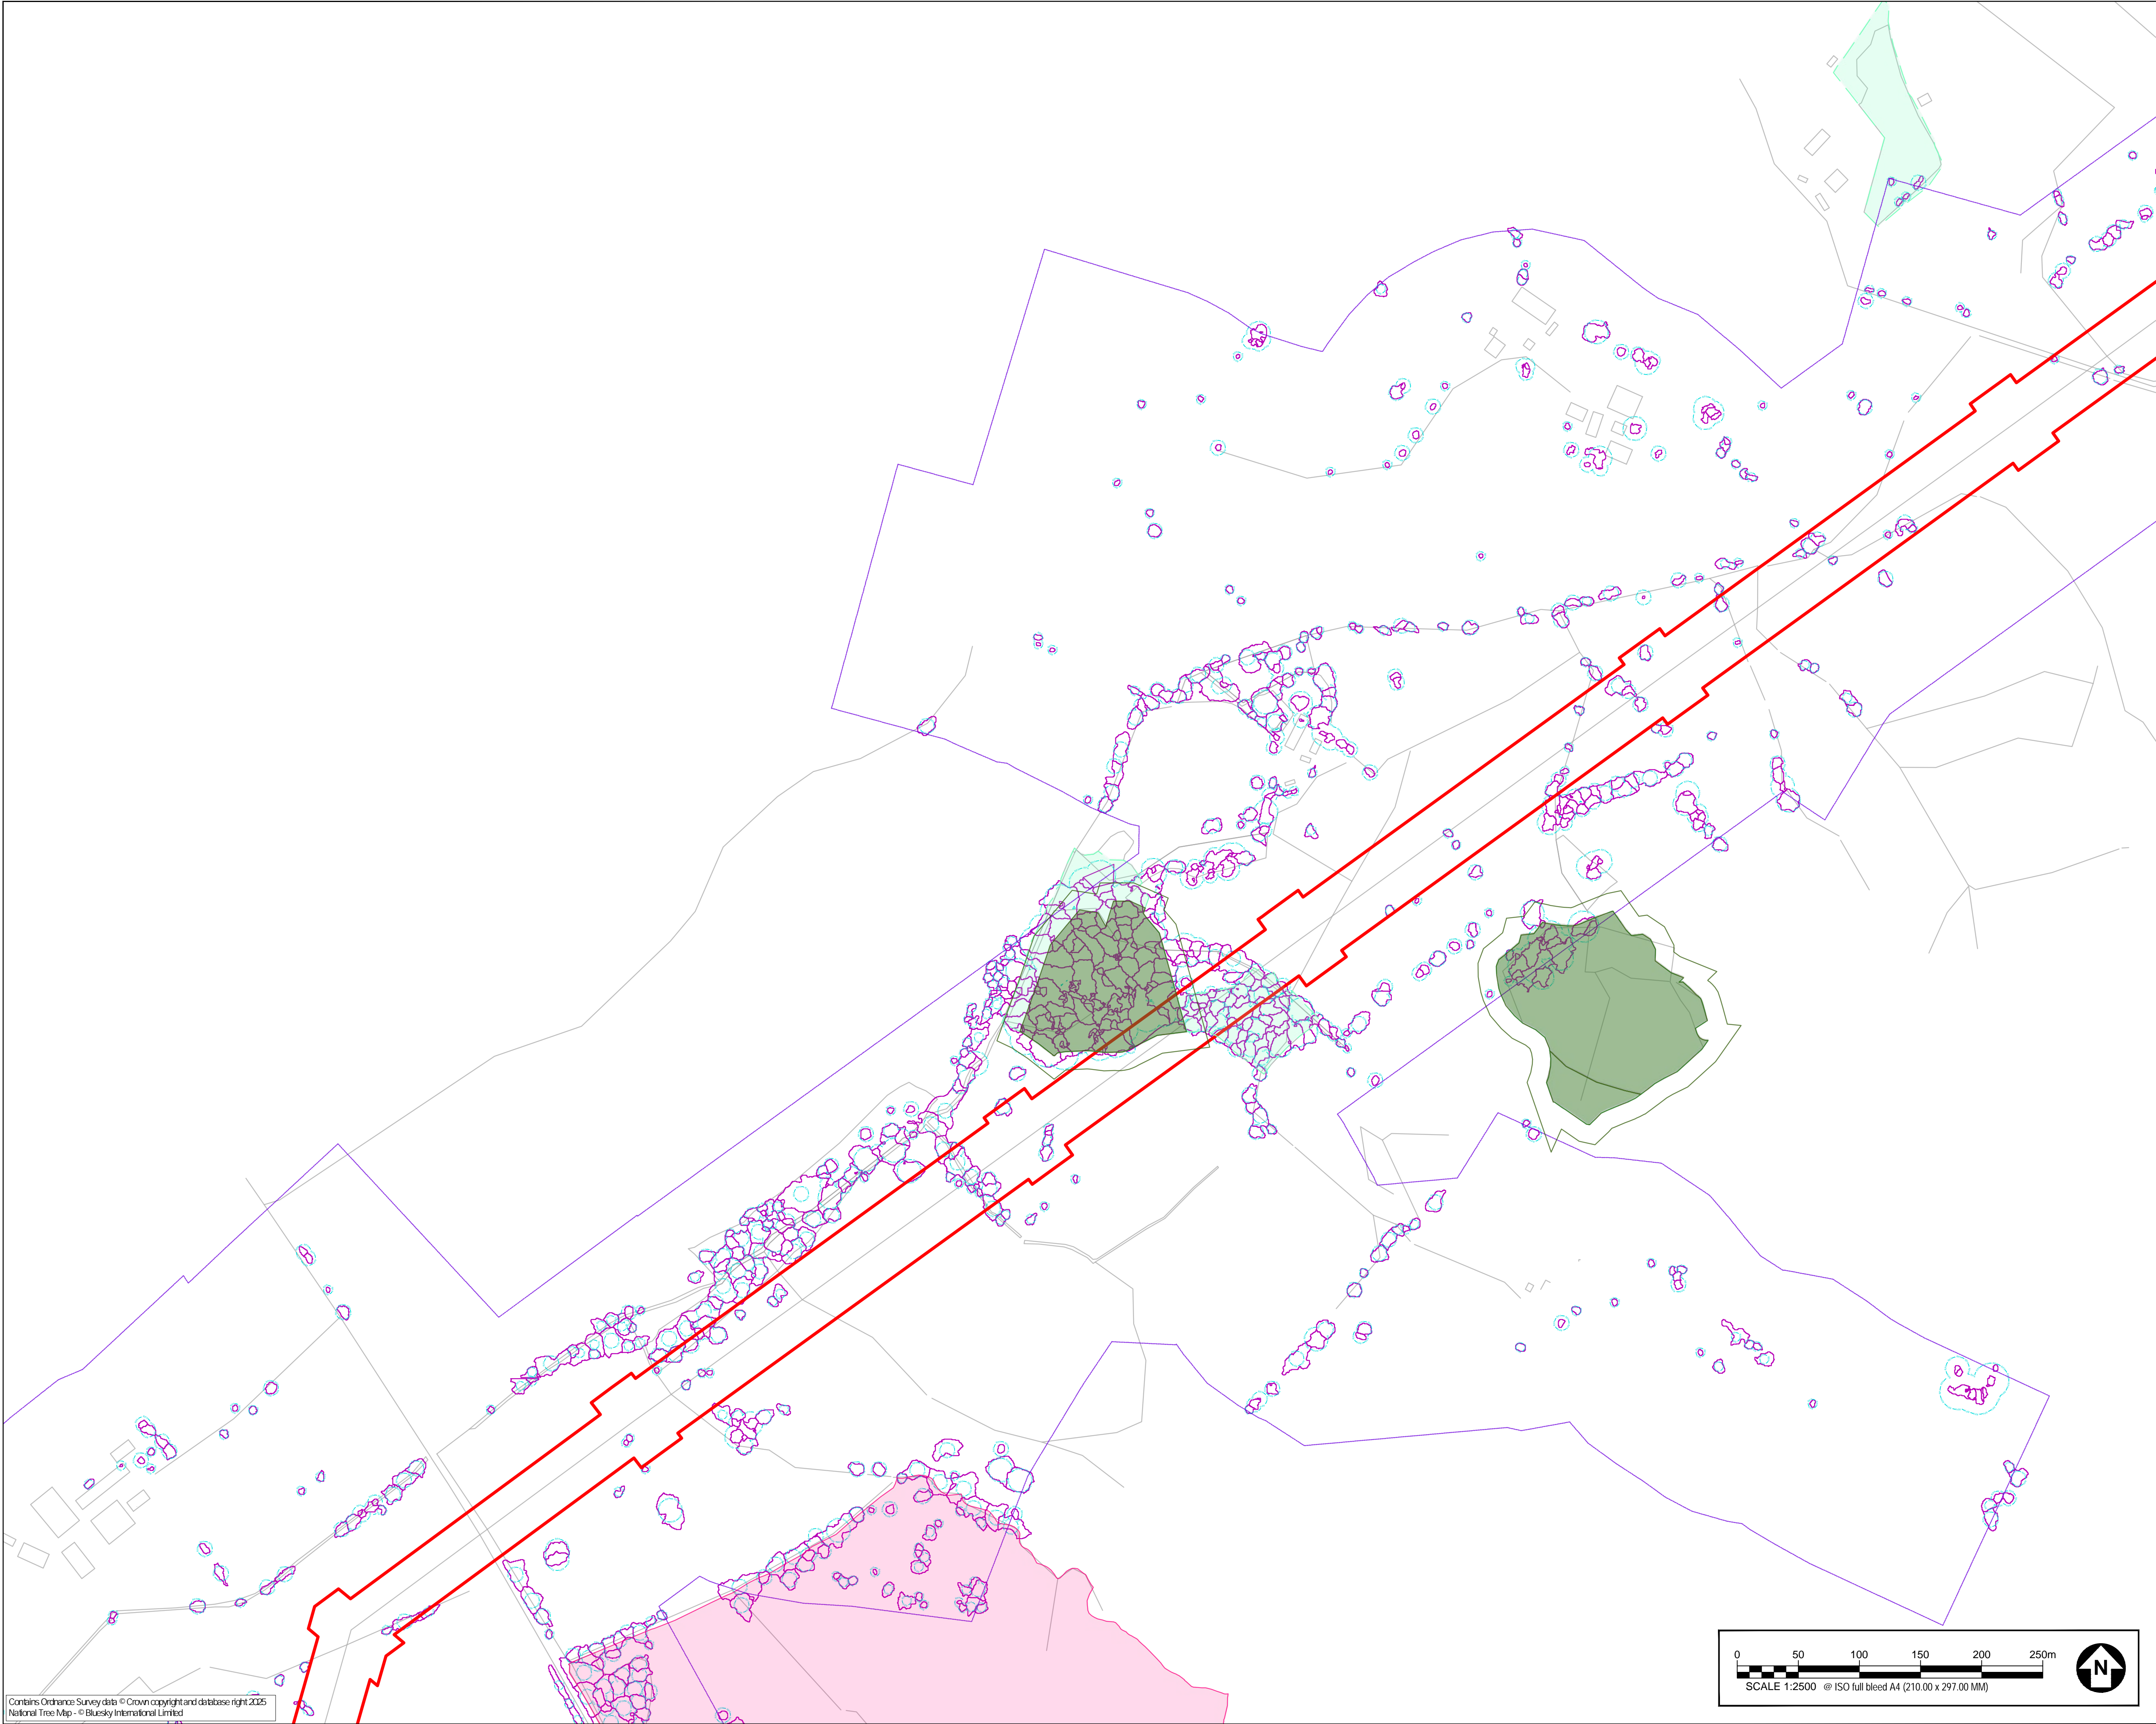 0 50 100 150 200 250m
SCALE 1:2500 @ ISO full bleed A4 (210.00 x 297.00 MM)
N
Contains Ordnance Survey data © Crown copyright and database right 2025
National Tree Map - © Bluesky International Limited